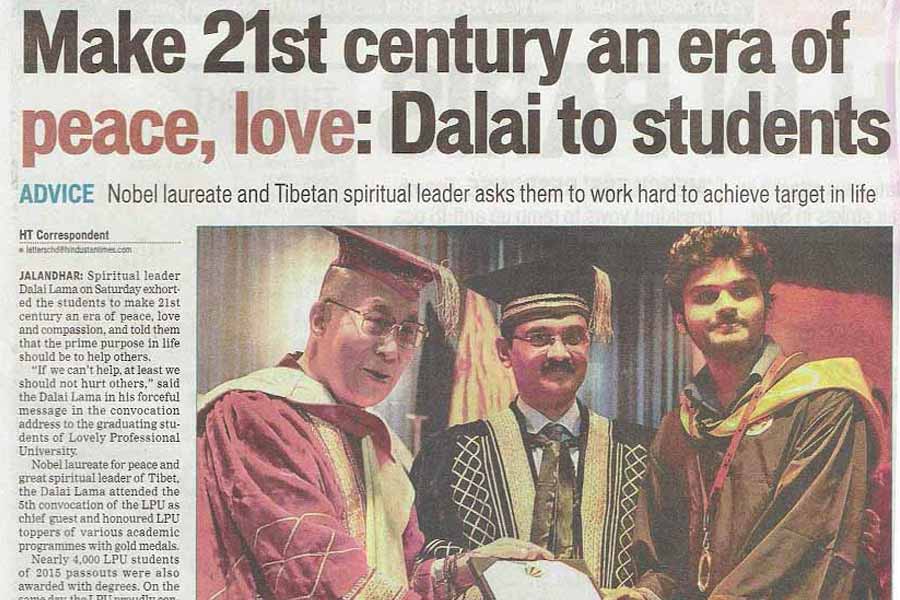 Make 21st century an era of
peace, love: Dalai to students
ADVICE Nobel laureate and Tibetan spiritual leader asks them to work hard to achieve target in life
HT Correspondent
letterschd@hindustantimes.com
JALANDHAR: Spiritual leader
Dalai Lama on Saturday exhort-
ed the students to make 21st
century an era of peace, love
and compassion, and told them
that the prime purpose in life
should be to help others.
"If we can't help, at least we
should not hurt others," said
the Dalai Lama in his forceful
message in the convocation
address to the graduating stu-
dents of Lovely Professional
University.
Nobel laureate for peace and
great spiritual leader of Tibet,
the Dalai Lama attended the
5th convocation of the LPU as
chief guest and honoured LPU
toppers of various academic
programmes with gold medals.
Nearly 4,000 LPU students
of 2015 passouts were also
awarded with degrees. On the
same day, the LPU proudly con-